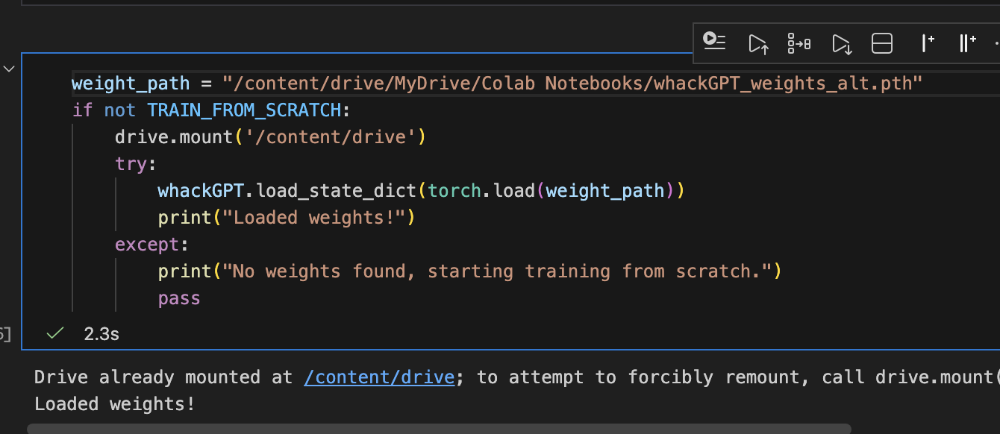 weight_path = "/content/drive/MyDrive/Colab Notebooks/whackGPT_weights_alt.pth"
if not TRAIN_FROM_SCRATCH:
    drive.mount('/content/drive')
    try:
        whackGPT.load_state_dict(torch.load(weight_path))
        print("Loaded weights!")
    except:
        print("No weights found, starting training from scratch.")
        pass
] 2.3s
Drive already mounted at /content/drive; to attempt to forcibly remount, call drive.mount(
Loaded weights!